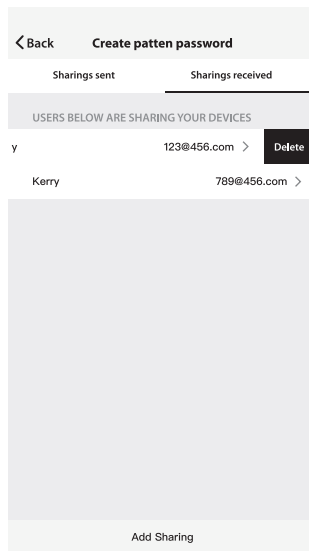 Back Create patten password
Sharings sent Sharings received
USERS BELOW ARE SHARING YOUR DEVICES
y 123@456.com > Delete
Kerry 789@456.com >
Add Sharing